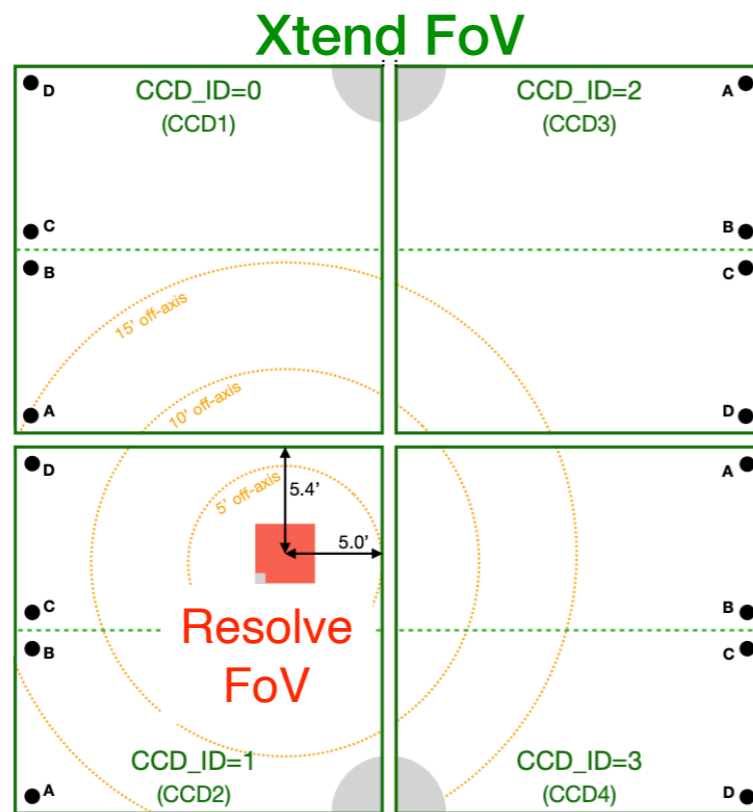 Xtend FoV
D
CCD_ID=0
(CCD1)
C
B
15’ off-axis
10’ off-axis
A
CCD_ID=2
(CCD3)
A
B
C
D
D
5’ off-axis
5.4’
5.0’
C
Resolve
FoV
B
CCD_ID=1
(CCD2)
A
A
B
C
CCD_ID=3
(CCD4)
D